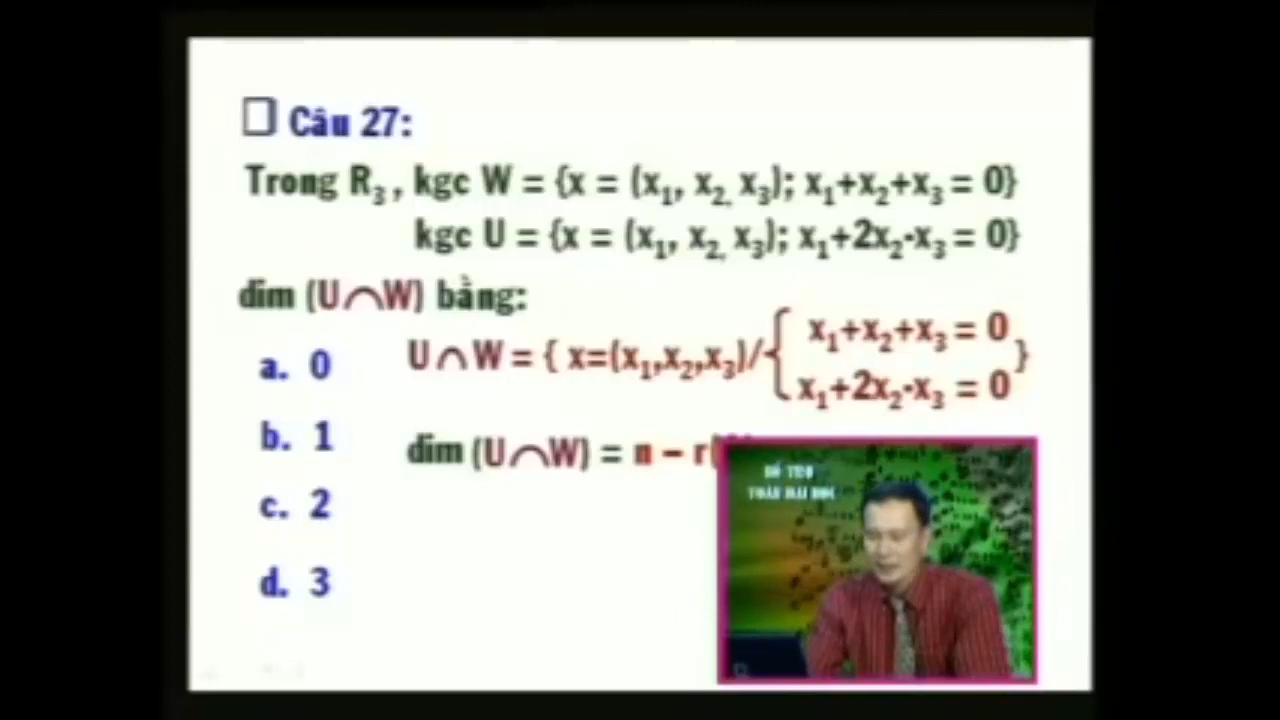 Câu 27:
Trong R3 , kgc W = {x = (x1, x2, x3); x1+x2+x3 = 0}
kgc U = {x = (x1, x2, x3); x1+2x2-x3 = 0}
dim (U∩W) bằng:
a. 0
U∩W = { x=(x1,x2,x3)/{ x1+x2+x3 = 0
x1+2x2-x3 = 0 }
b. 1
dim (U∩W) = n – r(
c. 2
d. 3